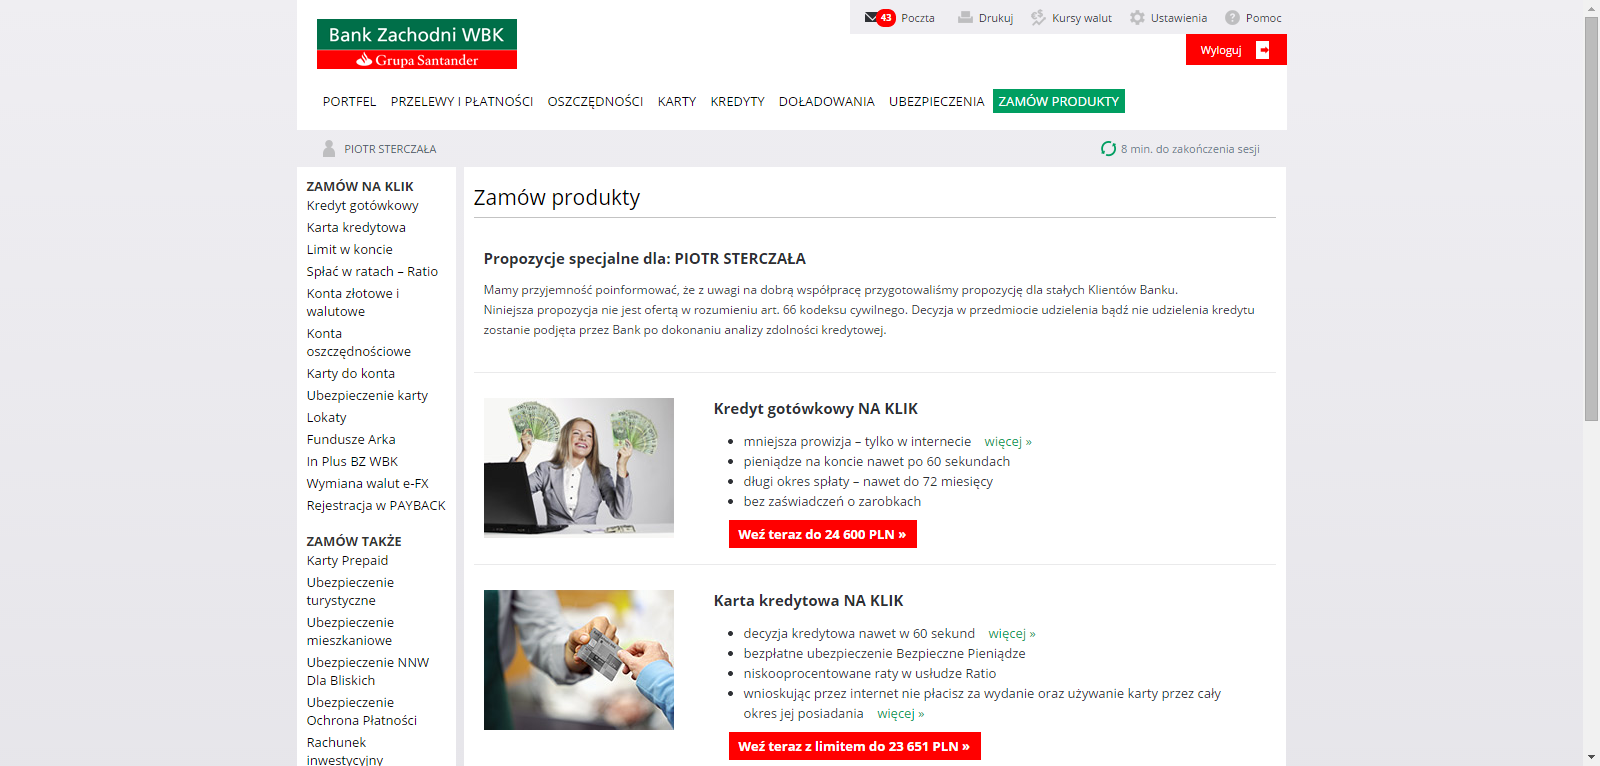 43 Poczta Drukuj Kursy walut Ustawienia Pomoc
Bank Zachodni WBK
Grupa Santander
Wyloguj
PORTFEL PRZELEWY I PŁATNOŚCI OSZCZĘDNOŚCI KARTY KREDYTY DOŁADOWANIA UBEZPIECZENIA ZAMÓW PRODUKTY
PIOTR STERCZAŁA
8 min. do zakończenia sesji
ZAMÓW NA KLIK
Kredyt gotówkowy
Karta kredytowa
Limit w koncie
Spłać w ratach – Ratio
Konta złotowe i
walutowe
Konta
oszczędnościowe
Karty do konta
Ubezpieczenie karty
Lokaty
Fundusze Arka
In Plus BZ WBK
Wymiana walut e-FX
Rejestracja w PAYBACK
ZAMÓW TAKŻE
Karty Prepaid
Ubezpieczenie
turystyczne
Ubezpieczenie
mieszkaniowe
Ubezpieczenie NNW
Dla Bliskich
Ubezpieczenie
Ochrona Płatności
Rachunek
inwestycyjny
Zamów produkty
Propozycje specjalne dla: PIOTR STERCZAŁA
Mamy przyjemność poinformować, że z uwagi na dobrą współpracę przygotowaliśmy propozycję dla stałych Klientów Banku.
Niniejsza propozycja nie jest ofertą w rozumieniu art. 66 kodeksu cywilnego. Decyzja w przedmiocie udzielenia bądź nie udzielenia kredytu
zostanie podjęta przez Bank po dokonaniu analizy zdolności kredytowej.
Kredyt gotówkowy NA KLIK
• mniejsza prowizja – tylko w internecie więcej »
• pieniądze na koncie nawet po 60 sekundach
• długi okres spłaty – nawet do 72 miesięcy
• bez zaświadczeń o zarobkach
Weź teraz do 24 600 PLN »
Karta kredytowa NA KLIK
• decyzja kredytowa nawet w 60 sekund więcej »
• bezpłatne ubezpieczenie Bezpieczne Pieniądze
• niskooprocentowane raty w usłudze Ratio
• wnioskując przez internet nie płacisz za wydanie oraz używanie karty przez cały
okres jej posiadania więcej »
Weź teraz z limitem do 23 651 PLN »